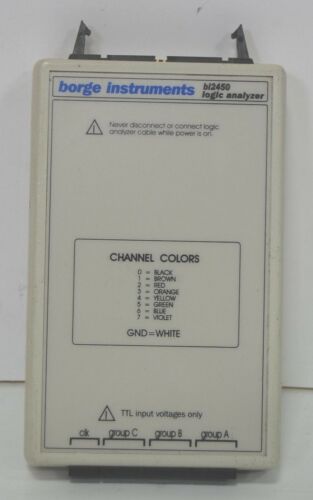 borge instruments bi2450
logic analyzer
Never disconnect or connect logic
analyzer cable while power is on.
CHANNEL COLORS
0 = BLACK
1 = BROWN
2 = RED
3 = ORANGE
4 = YELLOW
5 = GREEN
6 = BLUE
7 = VIOLET
GND=WHITE
TTL input voltages only
clk group C group B group A